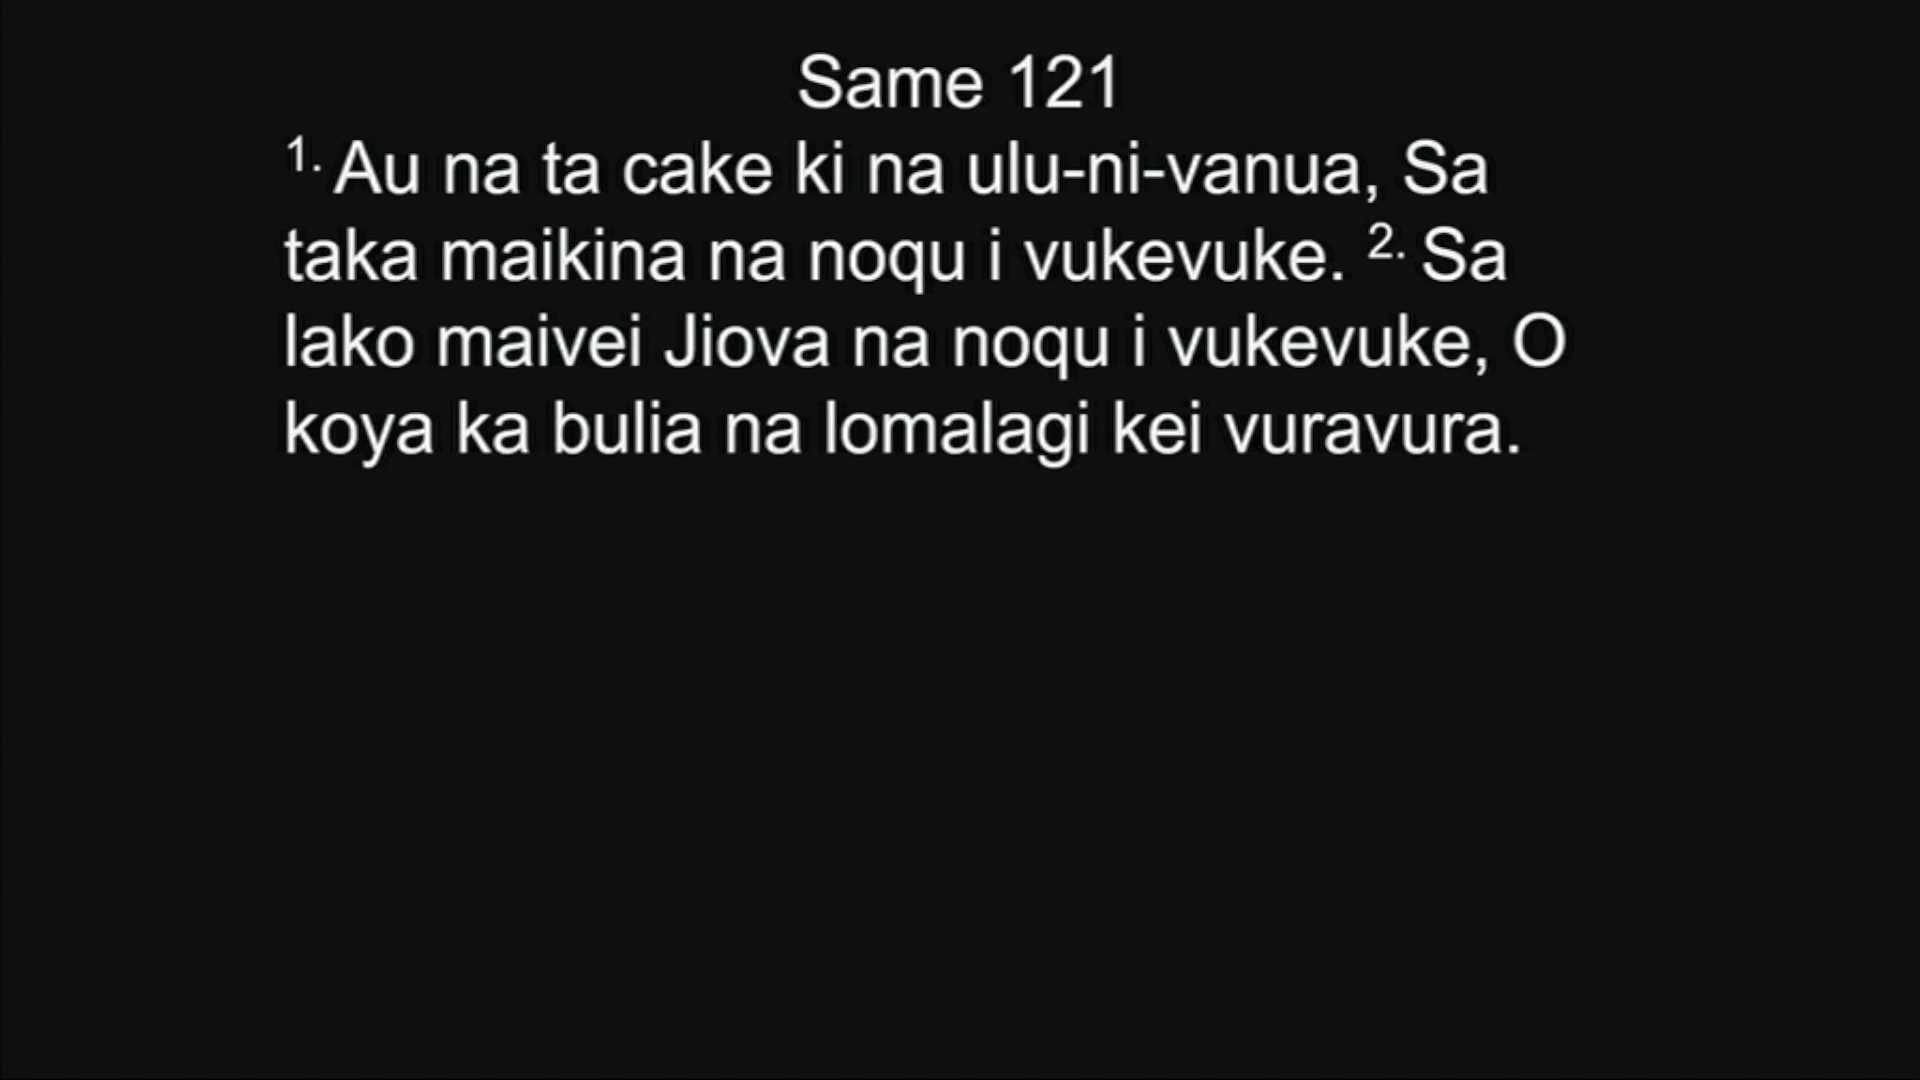 Same 121
1. Au na ta cake ki na ulu-ni-vanua, Sa
taka maikina na noqu i vukevuke. 2. Sa
lako maivei Jiova na noqu i vukevuke, O
koya ka bulia na lomalagi kei vuravura.